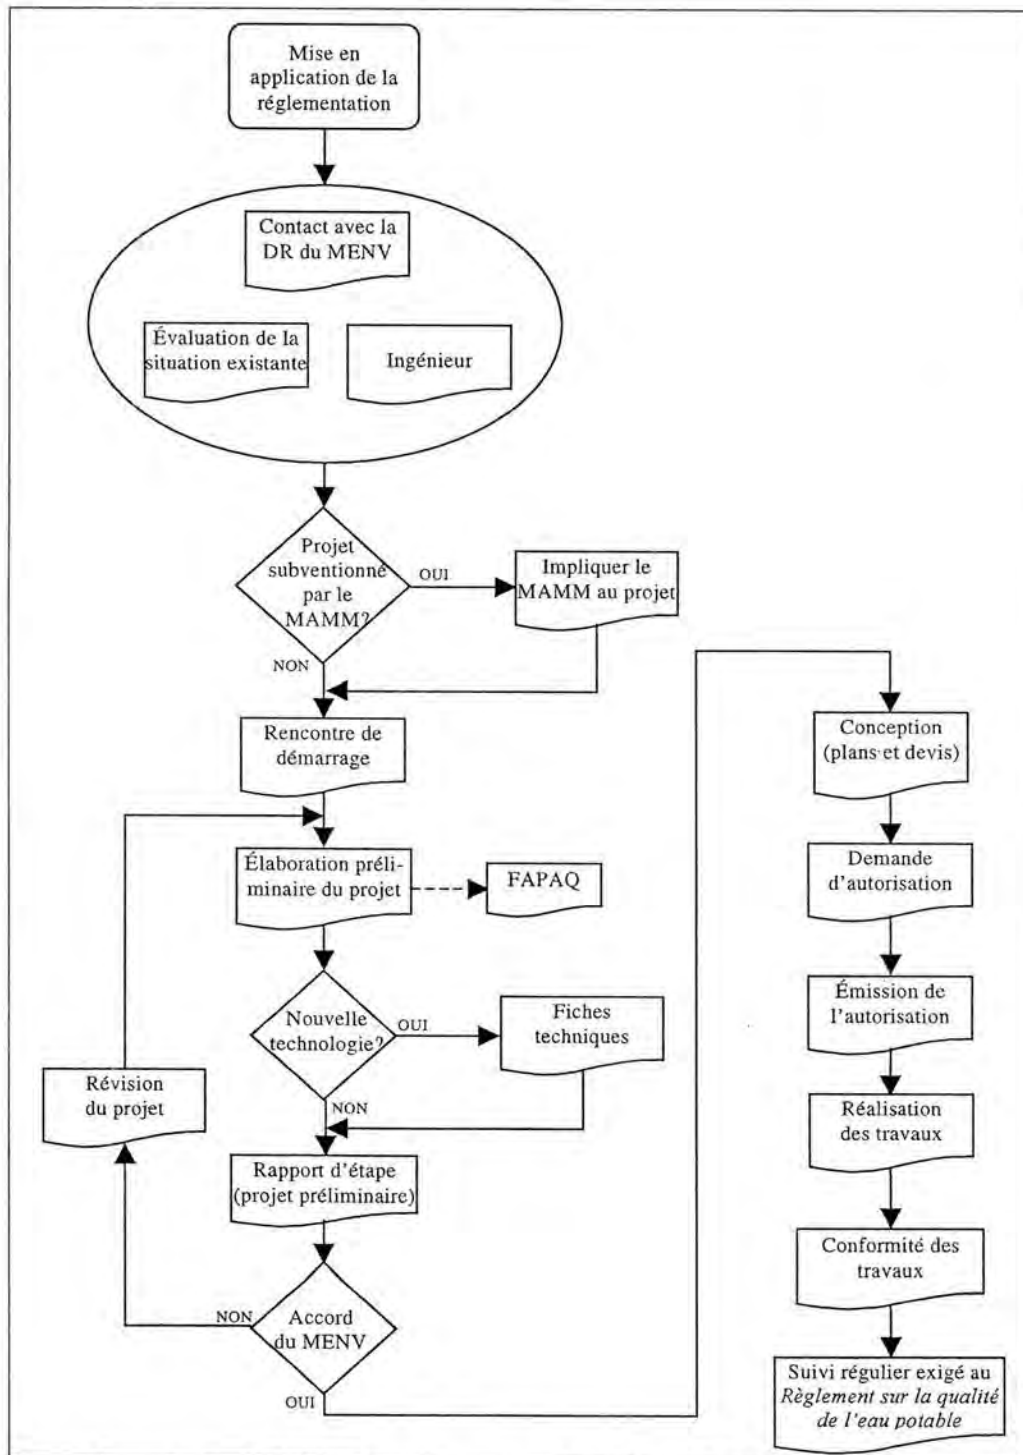 Mise en
application de la
réglementation
Contact avec la
DR du MENV
Évaluation de la
situation existante
Ingénieur
Projet
subventionné
par le
MAMM?
OUI
Impliquer le
MAMM au projet
NON
Rencontre de
démarrage
Élaboration préli-
minaire du projet
FAPAQ
Nouvelle
technologie?
OUI
Fiches
techniques
NON
Révision
du projet
Rapport d'étape
(projet préliminaire)
Accord
du MENV
NON
OUI
Conception
(plans et devis)
Demande
d'autorisation
Émission de
l'autorisation
Réalisation
des travaux
Conformité des
travaux
Suivi régulier exigé au
Règlement sur la qualité
de l'eau potable